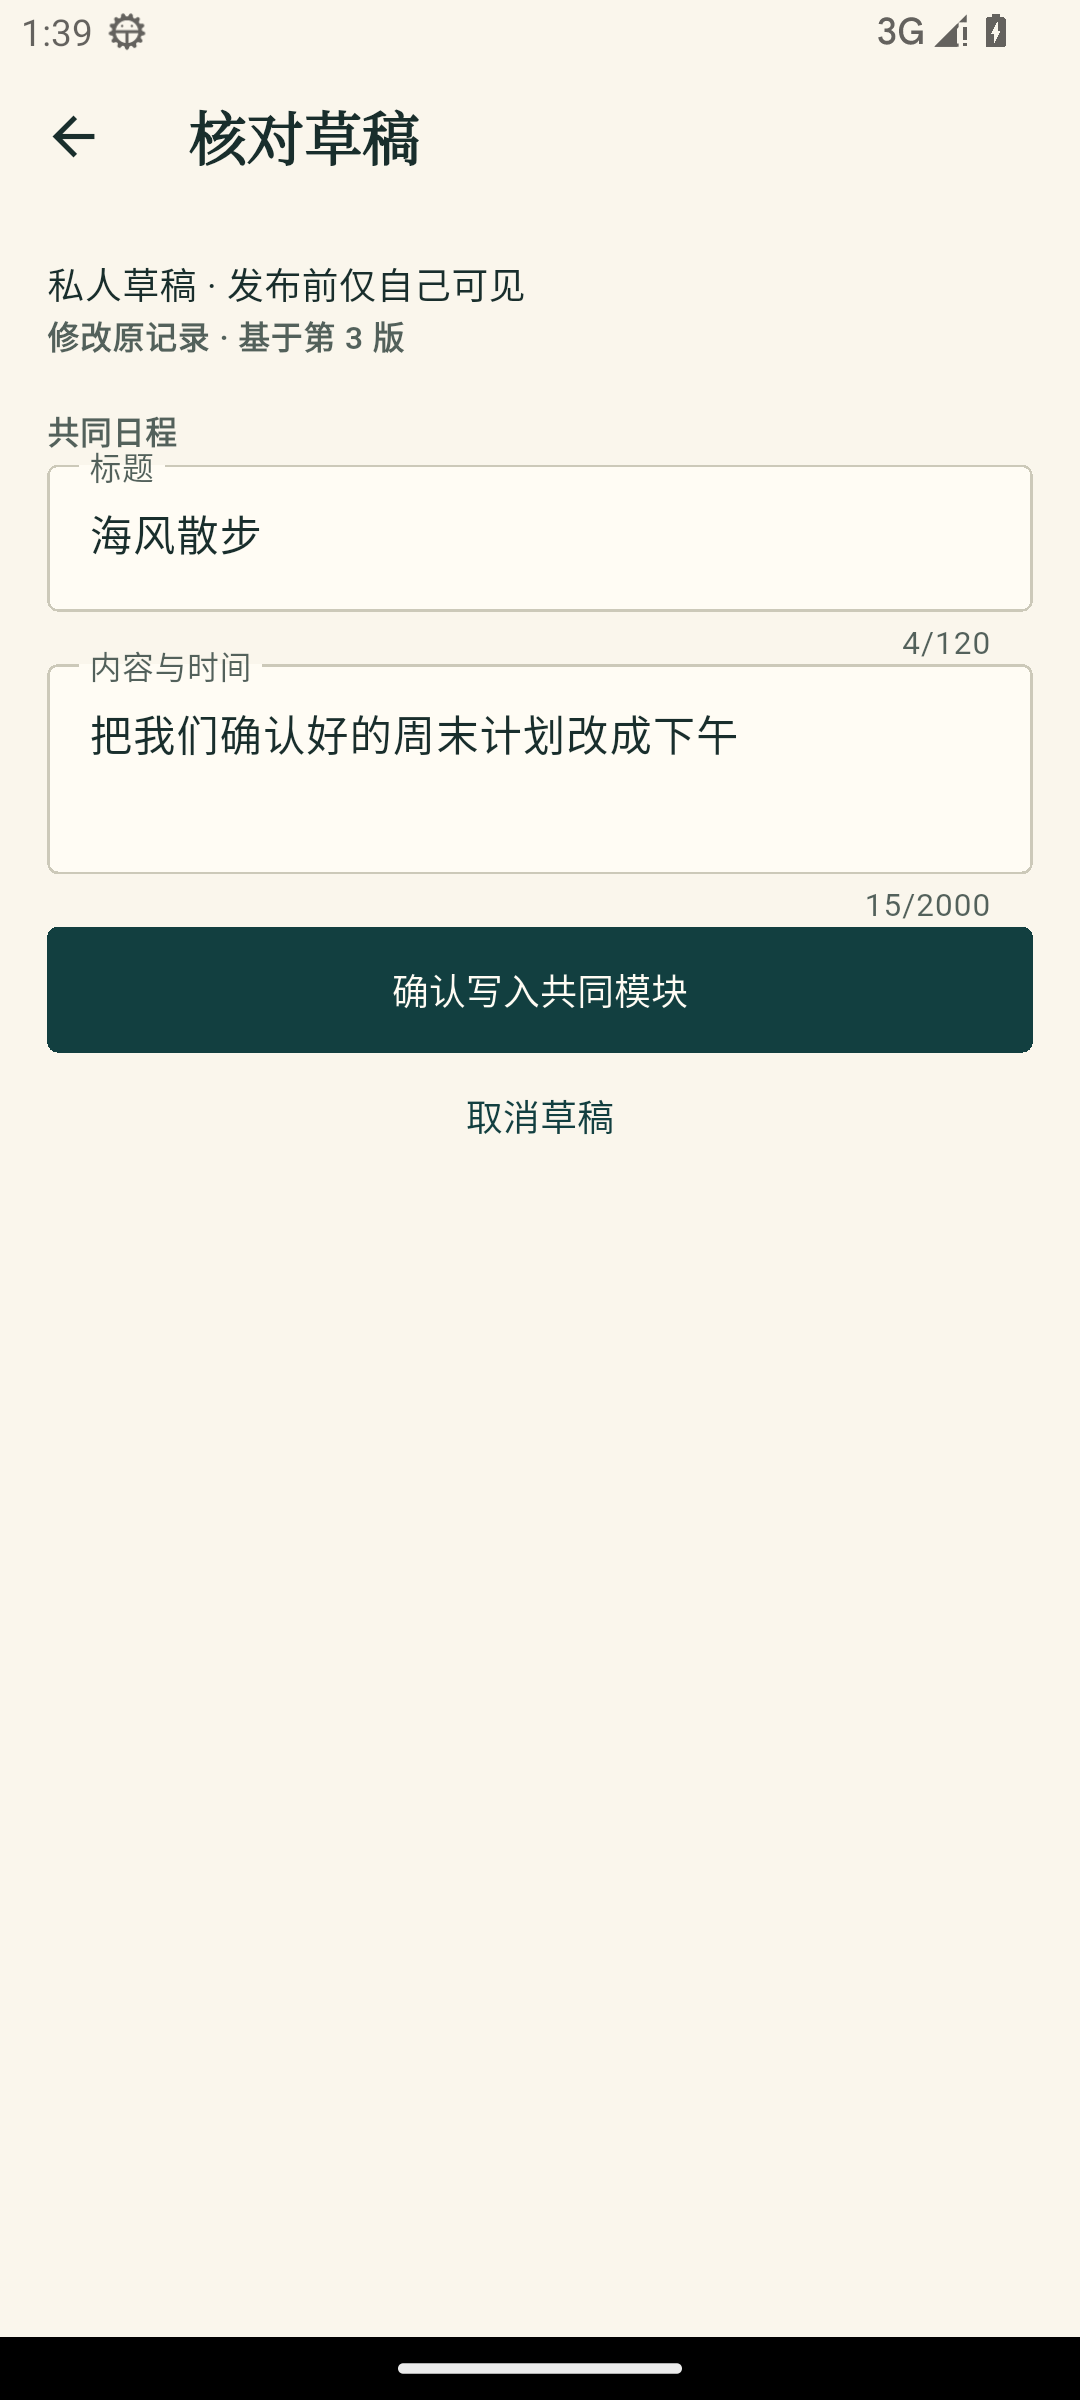 1:39
3G
核对草稿
私人草稿 · 发布前仅自己可见
修改原记录 · 基于第 3 版
共同日程
标题
海风散步
4/120
内容与时间
把我们确认好的周末计划改成下午
15/2000
确认写入共同模块
取消草稿